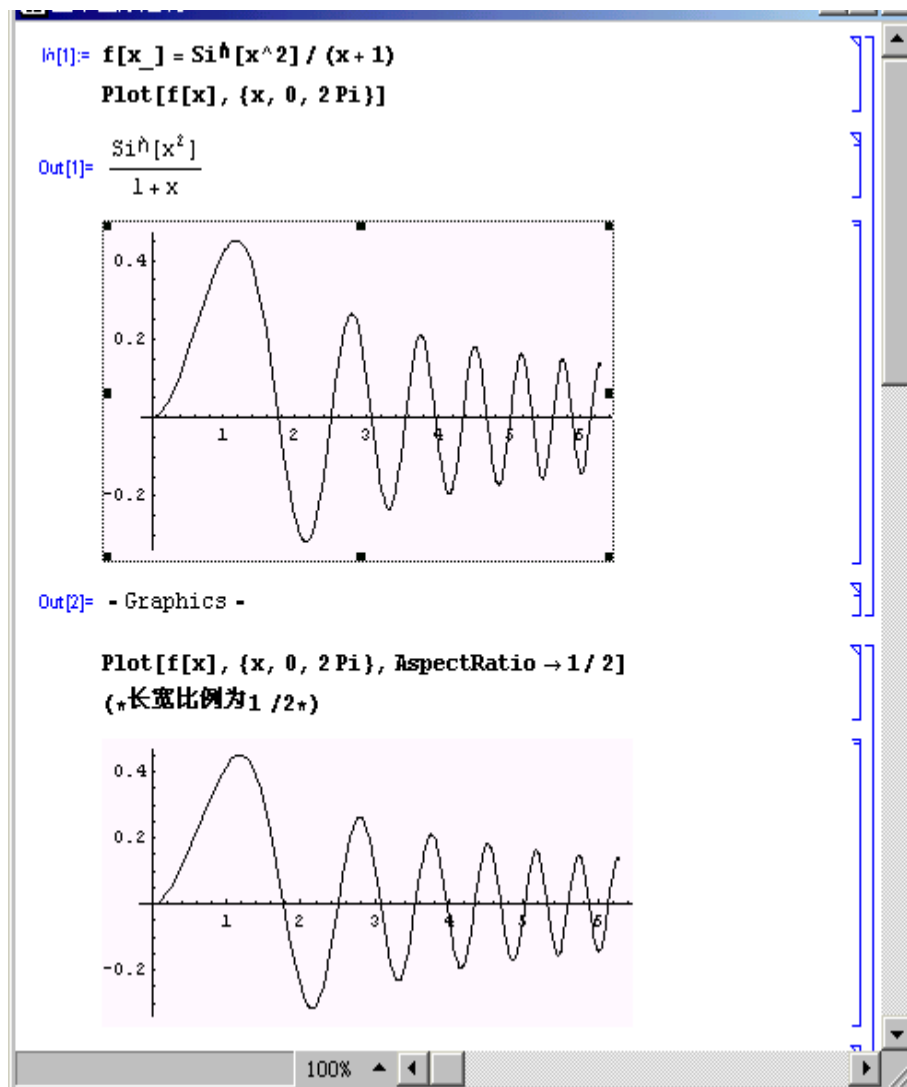 In[1]:= f[x_] = Sin[x^2] / (x + 1)
Plot[f[x], {x, 0, 2 Pi}]
Out[1]= Sin[x²]
1 + x
0.4
0.2
1 2 3 4 5 6
-0.2
Out[2]= - Graphics -
Plot[f[x], {x, 0, 2 Pi}, AspectRatio → 1 / 2]
(*长宽比例为1 /2*)
0.4
0.2
1 2 3 4 5 6
-0.2
100%